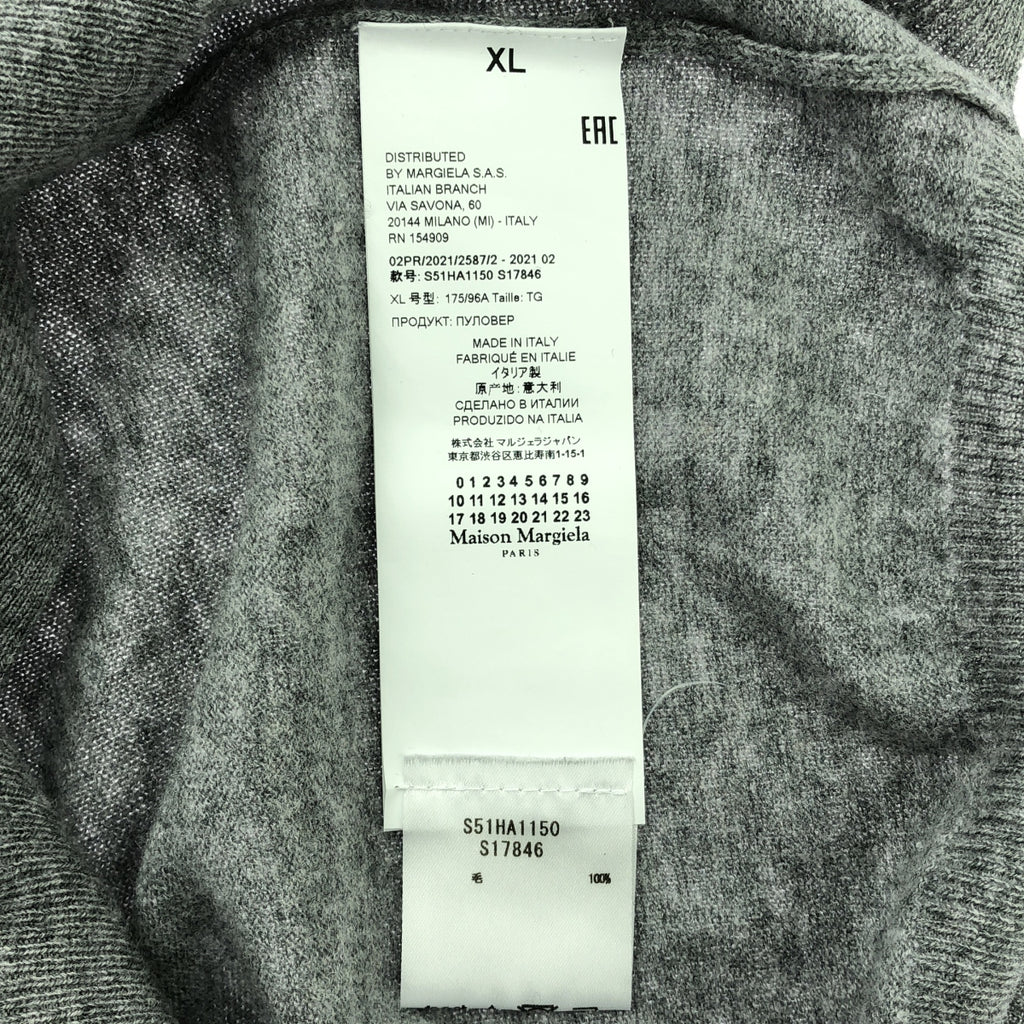 XL
EAC
DISTRIBUTED
BY MARGIELA S.A.S.
ITALIAN BRANCH
VIA SAVONA, 60
20144 MILANO (MI) - ITALY
RN 154909
02PR/2021/2587/2 - 2021 02
款号: S51HA1150 S17846
XL 号型: 175/96A Taille: TG
ПРОДУКТ: ПУЛОВЕР
MADE IN ITALY
FABRIQUÉ EN ITALIE
イタリア製
原产地: 意大利
СДЕЛАНО В ИТАЛИИ
PRODUZIDO NA ITALIA
株式会社 マルジェラジャパン
東京都渋谷区恵比寿南1-15-1
0 1 2 3 4 5 6 7 8 9
10 11 12 13 14 15 16
17 18 19 20 21 22 23
Maison Margiela
PARIS
S51HA1150
S17846
毛 100%